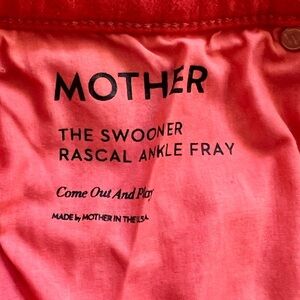 MOTHER
THE SWOONER
RASCAL ANKLE FRAY
Come Out And Play
MADE by MOTHER IN THE U.S.A.